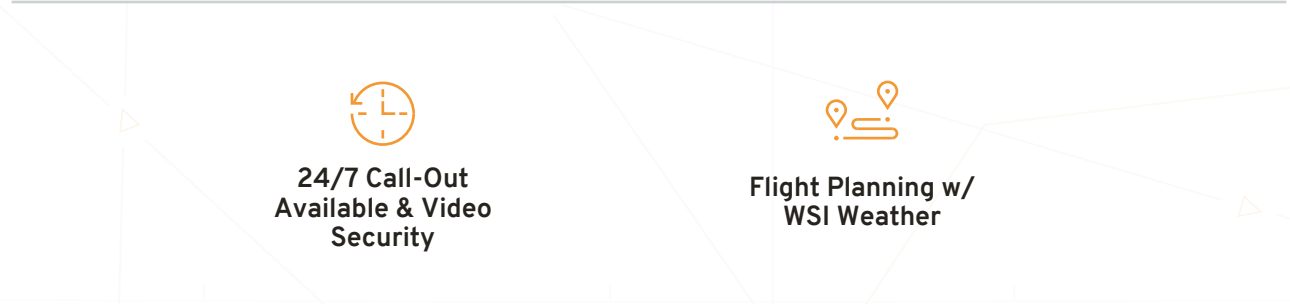 24/7 Call-Out
Available & Video
Security
Flight Planning w/
WSI Weather